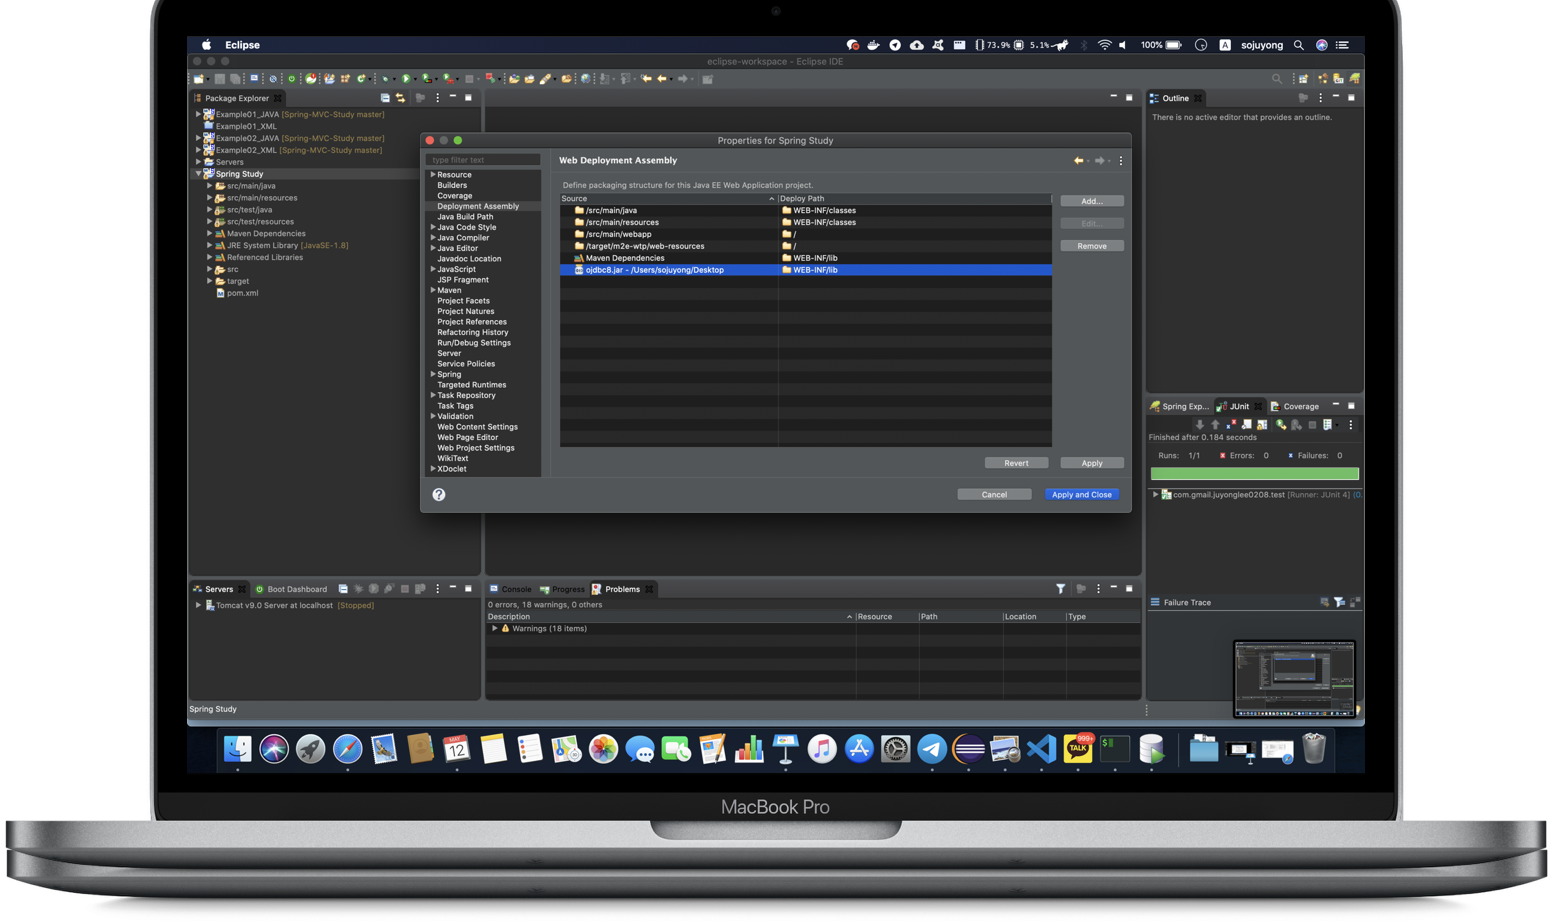 Eclipse
73.9%
5.1%
100%
A
sojuyong
eclipse-workspace - Eclipse IDE
Package Explorer
Example01_JAVA [Spring-MVC-Study master]
Example01_XML
Example02_JAVA [Spring-MVC-Study master]
Example02_XML [Spring-MVC-Study master]
Servers
Spring Study
src/main/java
src/main/resources
src/test/java
src/test/resources
Maven Dependencies
JRE System Library [JavaSE-1.8]
Referenced Libraries
src
target
pom.xml
Properties for Spring Study
type filter text
Resource
Builders
Coverage
Deployment Assembly
Java Build Path
Java Code Style
Java Compiler
Java Editor
Javadoc Location
JavaScript
JSP Fragment
Maven
Project Facets
Project Natures
Project References
Refactoring History
Run/Debug Settings
Server
Service Policies
Spring
Targeted Runtimes
Task Repository
Task Tags
Validation
Web Content Settings
Web Page Editor
Web Project Settings
WikiText
XDoclet
Web Deployment Assembly
Define packaging structure for this Java EE Web Application project.
Source Deploy Path
/src/main/java WEB-INF/classes
/src/main/resources WEB-INF/classes
/src/main/webapp /
/target/m2e-wtp/web-resources /
Maven Dependencies WEB-INF/lib
ojdbc8.jar - /Users/sojuyong/Desktop WEB-INF/lib
Add...
Edit...
Remove
Revert Apply
Cancel Apply and Close
Outline
There is no active editor that provides an outline.
Spring Exp... JUnit Coverage
Finished after 0.184 seconds
Runs: 1/1 Errors: 0 Failures: 0
com.gmail.juyonglee0208.test [Runner: JUnit 4] (0.
Failure Trace
Servers Boot Dashboard
Tomcat v9.0 Server at localhost [Stopped]
Console Progress Problems
0 errors, 18 warnings, 0 others
Description Resource Path Location Type
Warnings (18 items)
Spring Study
MAY
12
999+
TALK
MacBook Pro